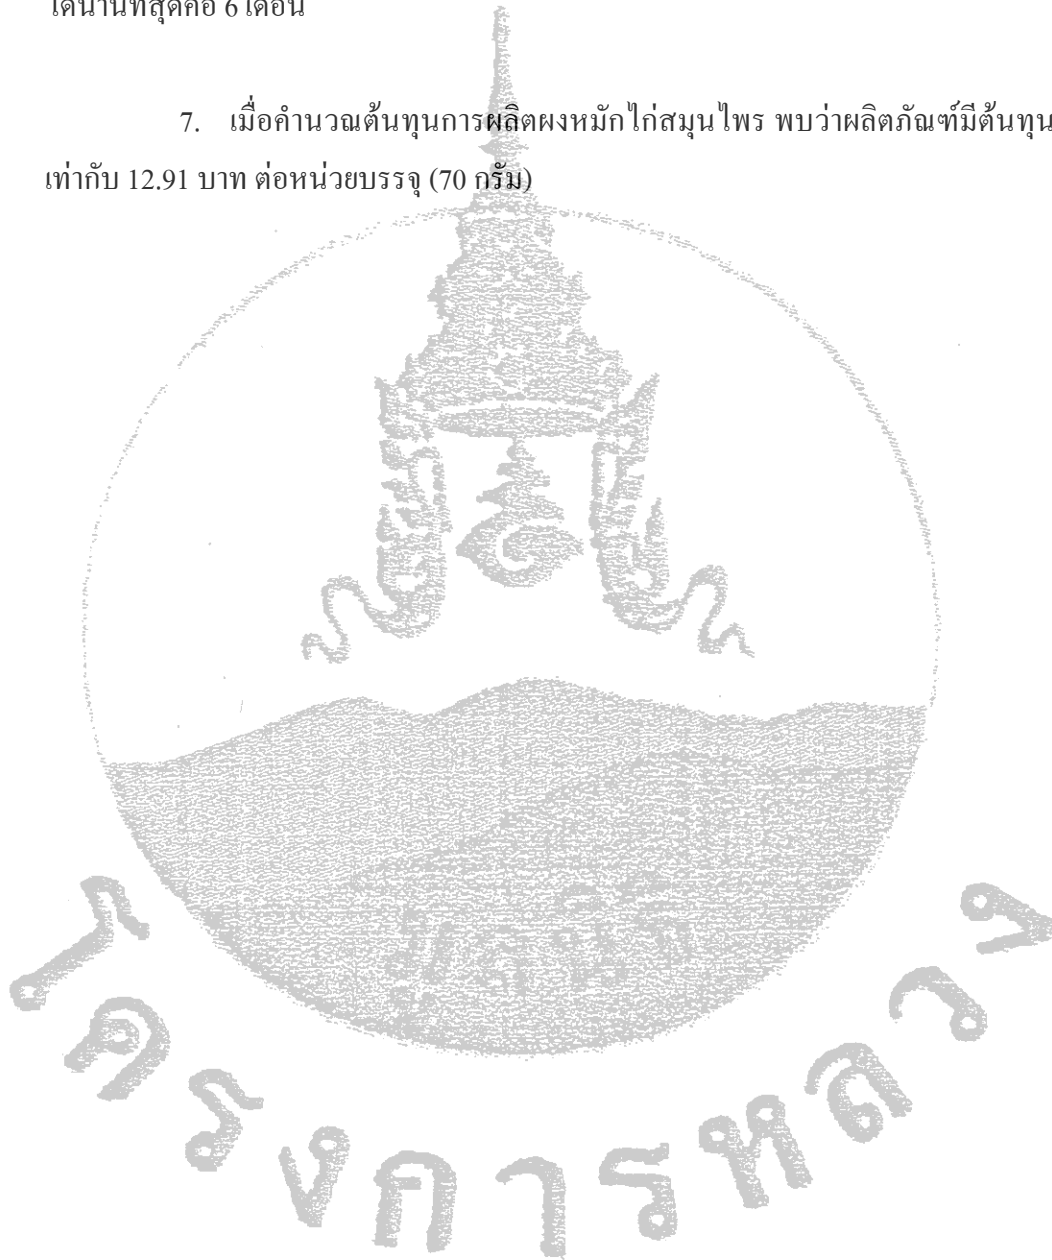 ได้นานที่สุดคือ 6 เดือน
7. เมื่อคำนวณต้นทุนการผลิตผงหมักไก่สมุนไพร พบว่าผลิตภัณฑ์มีต้นทุน
เท่ากับ 12.91 บาท ต่อหน่วยบรรจุ (70 กรัม)
มูลนิธิ
โครงการหลวง